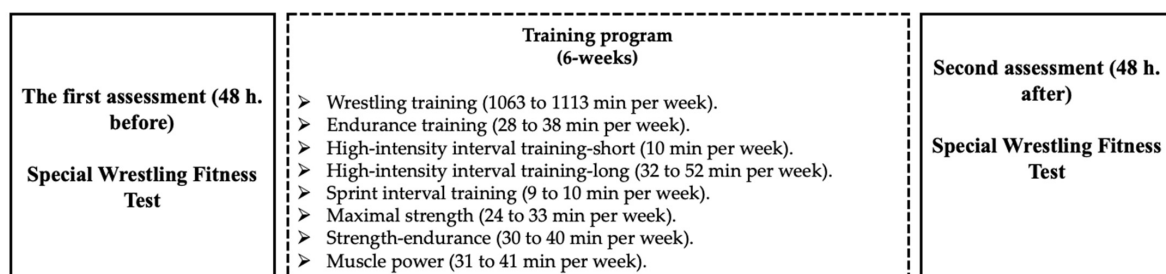 The first assessment (48 h.
before)
Special Wrestling Fitness
Test
Training program
(6-weeks)
➢ Wrestling training (1063 to 1113 min per week).
➢ Endurance training (28 to 38 min per week).
➢ High-intensity interval training-short (10 min per week).
➢ High-intensity interval training-long (32 to 52 min per week).
➢ Sprint interval training (9 to 10 min per week).
➢ Maximal strength (24 to 33 min per week).
➢ Strength-endurance (30 to 40 min per week).
➢ Muscle power (31 to 41 min per week).
Second assessment (48 h.
after)
Special Wrestling Fitness
Test